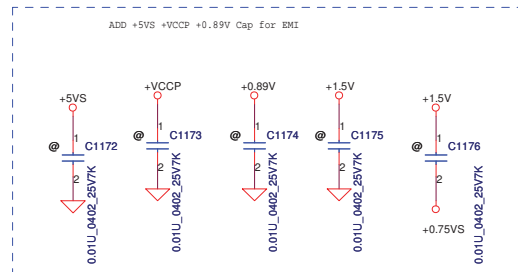 ADD +5VS +VCCP +0.89V Cap for EMI
+5VS
1
@
C1172
2
0.01U_0402_25V7K
+VCCP
1
@
C1173
2
0.01U_0402_25V7K
+0.89V
1
@
C1174
2
0.01U_0402_25V7K
+1.5V
1
@
C1175
2
0.01U_0402_25V7K
+1.5V
1
@
C1176
2
0.01U_0402_25V7K
+0.75VS